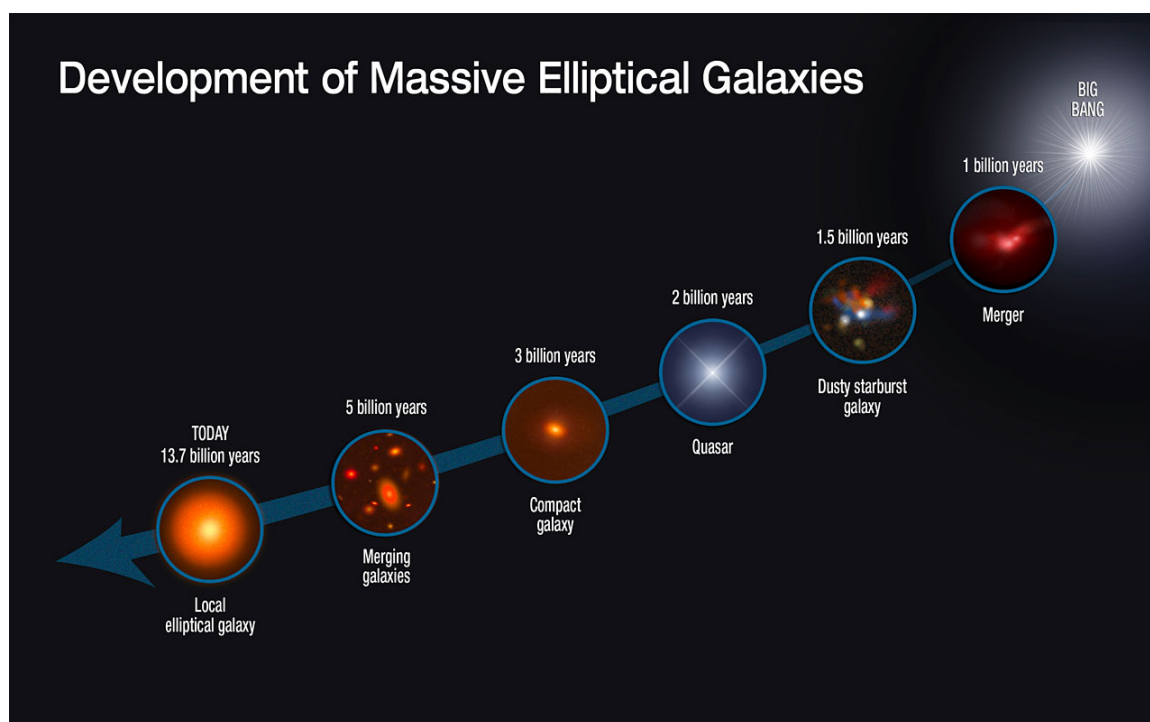 Development of Massive Elliptical Galaxies
BIG
BANG
1 billion years
Merger
1.5 billion years
Dusty starburst
galaxy
2 billion years
Quasar
3 billion years
Compact
galaxy
5 billion years
Merging
galaxies
TODAY
13.7 billion years
Local
elliptical galaxy